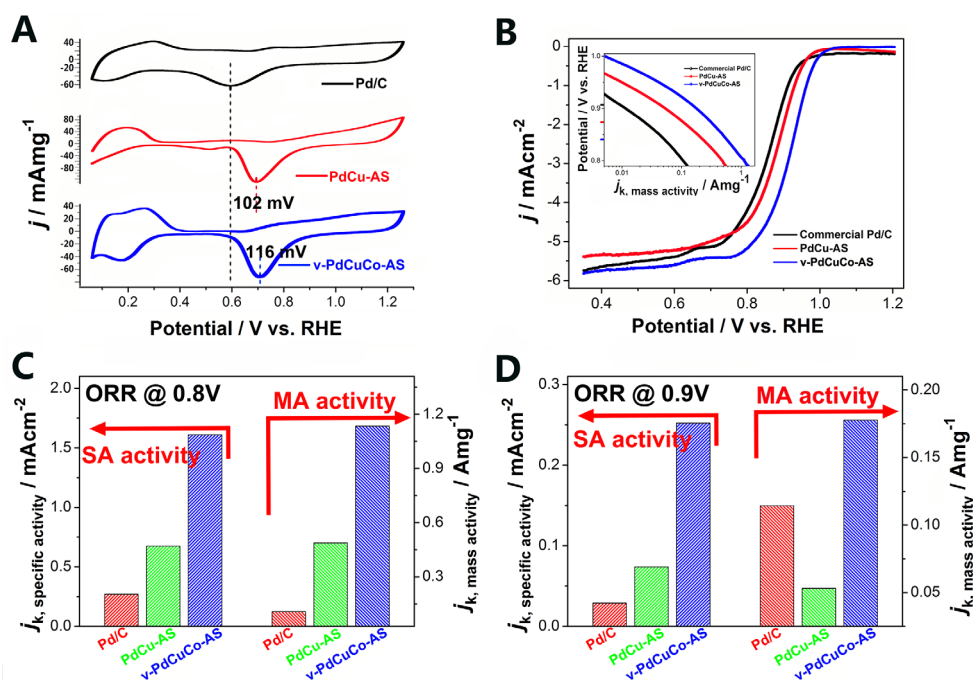 A
40
20
0
-20
-40
-60
Pd/C
80
40
0
-40
-80
PdCu-AS
102 mV
40
20
0
-20
-40
-60
116 mV
v-PdCuCo-AS
j / mAmg-1
0.2 0.4 0.6 0.8 1.0 1.2
Potential / V vs. RHE
B
0
-1
-2
-3
-4
-5
-6
j / mAcm-2
1.0
0.9
0.8
Potential / V vs. RHE
0.01 0.1 1
jk, mass activity / Amg-1
Commercial Pd/C
PdCu-AS
v-PdCuCo-AS
Commercial Pd/C
PdCu-AS
v-PdCuCo-AS
0.4 0.6 0.8 1.0 1.2
Potential / V vs. RHE
C
ORR @ 0.8V
MA activity
SA activity
2.0
1.5
1.0
0.5
0.0
jk, specific activity / mAcm-2
1.2
0.9
0.6
0.3
jk, mass activity / Amg-1
Pd/C PdCu-AS v-PdCuCo-AS Pd/C PdCu-AS v-PdCuCo-AS
D
ORR @ 0.9V
MA activity
SA activity
0.3
0.2
0.1
0.0
jk, specific activity / mAcm-2
0.20
0.15
0.10
0.05
jk, mass activity / Amg-1
Pd/C PdCu-AS v-PdCuCo-AS Pd/C PdCu-AS v-PdCuCo-AS